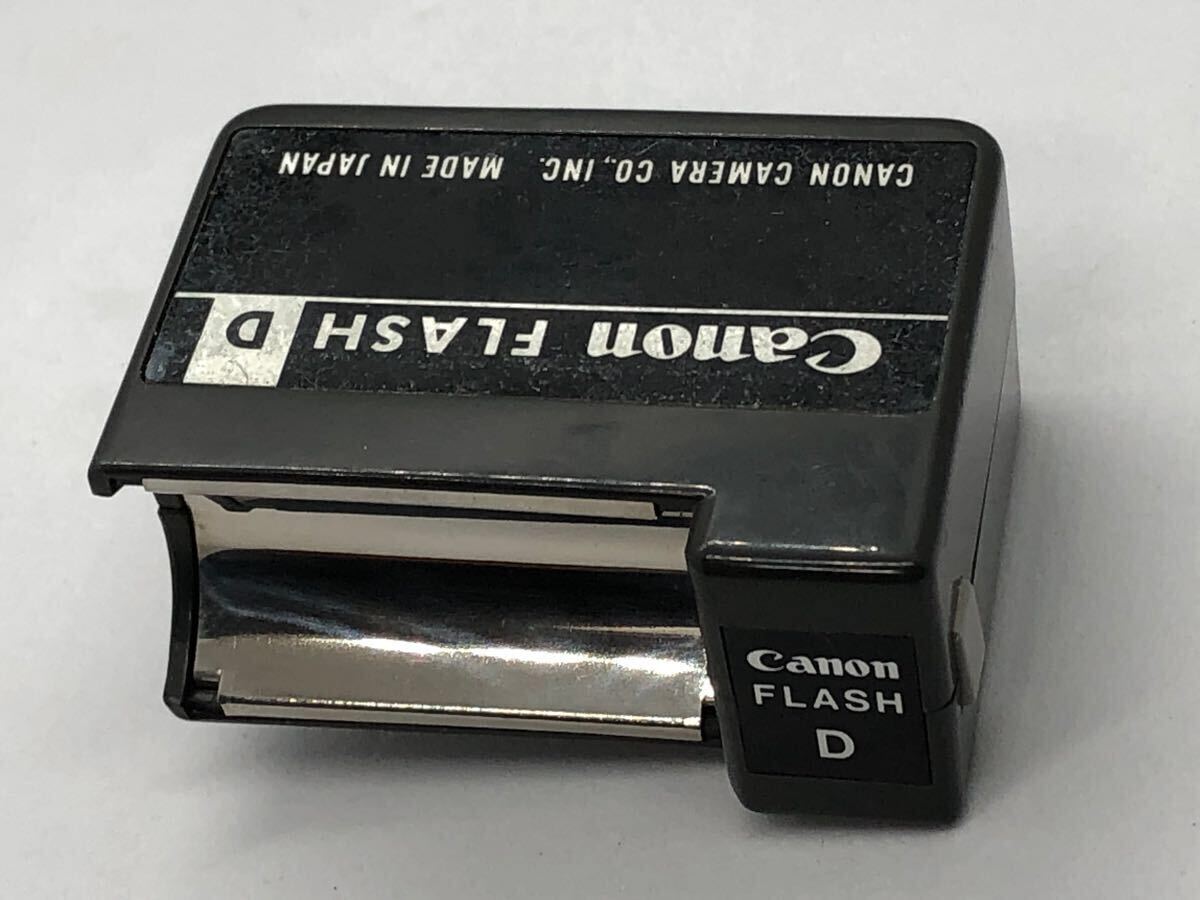 CANON CAMERA CO., INC. MADE IN JAPAN
Canon FLASH D
Canon
FLASH
D